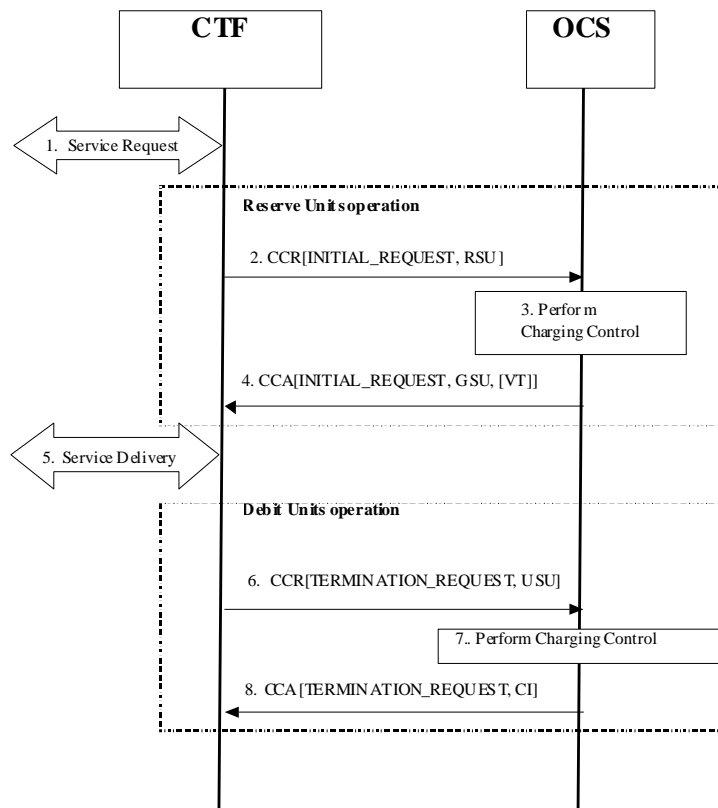 CTF
OCS
1. Service Request
Reserve Units operation
2. CCR[INITIAL_REQUEST, RSU]
3. Perform
Charging Control
4. CCA[INITIAL_REQUEST, GSU, [VT]]
5. Service Delivery
Debit Units operation
6. CCR[TERMINATION_REQUEST, USU]
7.. Perform Charging Control
8. CCA[TERMINATION_REQUEST, CI]